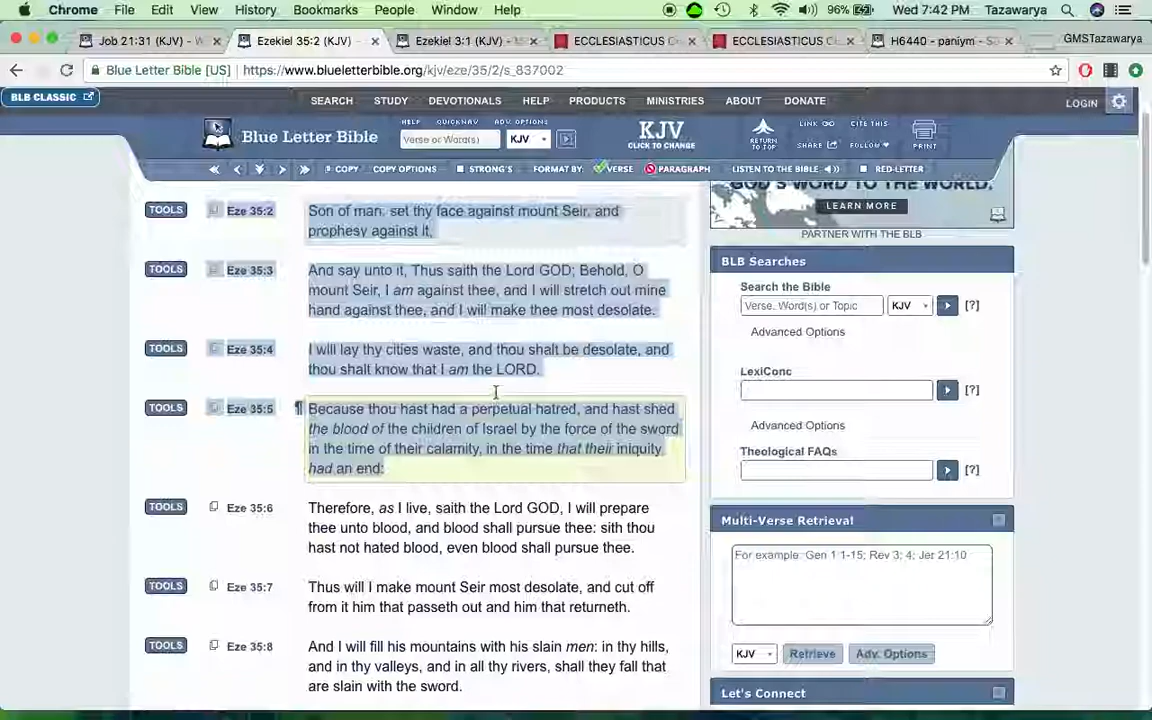 Chrome File Edit View History Bookmarks People Window Help 96% Wed 7:42 PM Tazawarya
Job 21:31 (KJV) - Ezekiel 35:2 (KJV) Ezekiel 3:1 (KJV) - ECCLESIASTICUS ECCLESIASTICUS H6440 - paniym - GMSTazawarya
Blue Letter Bible [US] https://www.blueletterbible.org/kjv/eze/35/2/s_837002
BLB CLASSIC SEARCH STUDY DEVOTIONALS HELP PRODUCTS MINISTRIES ABOUT DONATE LOGIN
HELP QUICKNAV ADV. OPTIONS
Blue Letter Bible Verse or Word(s) KJV KJV CLICK TO CHANGE RETURN TO TOP LINK CITE THIS SHARE FOLLOW PRINT
COPY COPY OPTIONS STRONG'S FORMAT BY: VERSE PARAGRAPH LISTEN TO THE BIBLE RED-LETTER
TOOLS Eze 35:2 Son of man, set thy face against mount Seir, and
prophesy against it,
TOOLS Eze 35:3 And say unto it, Thus saith the Lord GOD; Behold, O
mount Seir, I am against thee, and I will stretch out mine
hand against thee, and I will make thee most desolate.
TOOLS Eze 35:4 I will lay thy cities waste, and thou shalt be desolate, and
thou shalt know that I am the LORD.
TOOLS Eze 35:5 ¶ Because thou hast had a perpetual hatred, and hast shed
the blood of the children of Israel by the force of the sword
in the time of their calamity, in the time that their iniquity
had an end:
TOOLS Eze 35:6 Therefore, as I live, saith the Lord GOD, I will prepare
thee unto blood, and blood shall pursue thee: sith thou
hast not hated blood, even blood shall pursue thee.
TOOLS Eze 35:7 Thus will I make mount Seir most desolate, and cut off
from it him that passeth out and him that returneth.
TOOLS Eze 35:8 And I will fill his mountains with his slain men: in thy hills,
and in thy valleys, and in all thy rivers, shall they fall that
are slain with the sword.
GOD'S WORD TO THE WORLD.
LEARN MORE
PARTNER WITH THE BLB
BLB Searches
Search the Bible
Verse, Word(s) or Topic KJV [?]
Advanced Options
LexiConc
[?]
Advanced Options
Theological FAQs
[?]
Multi-Verse Retrieval
For example: Gen 1:1-15; Rev 3; 4; Jer 21:10
KJV Retrieve Adv. Options
Let's Connect